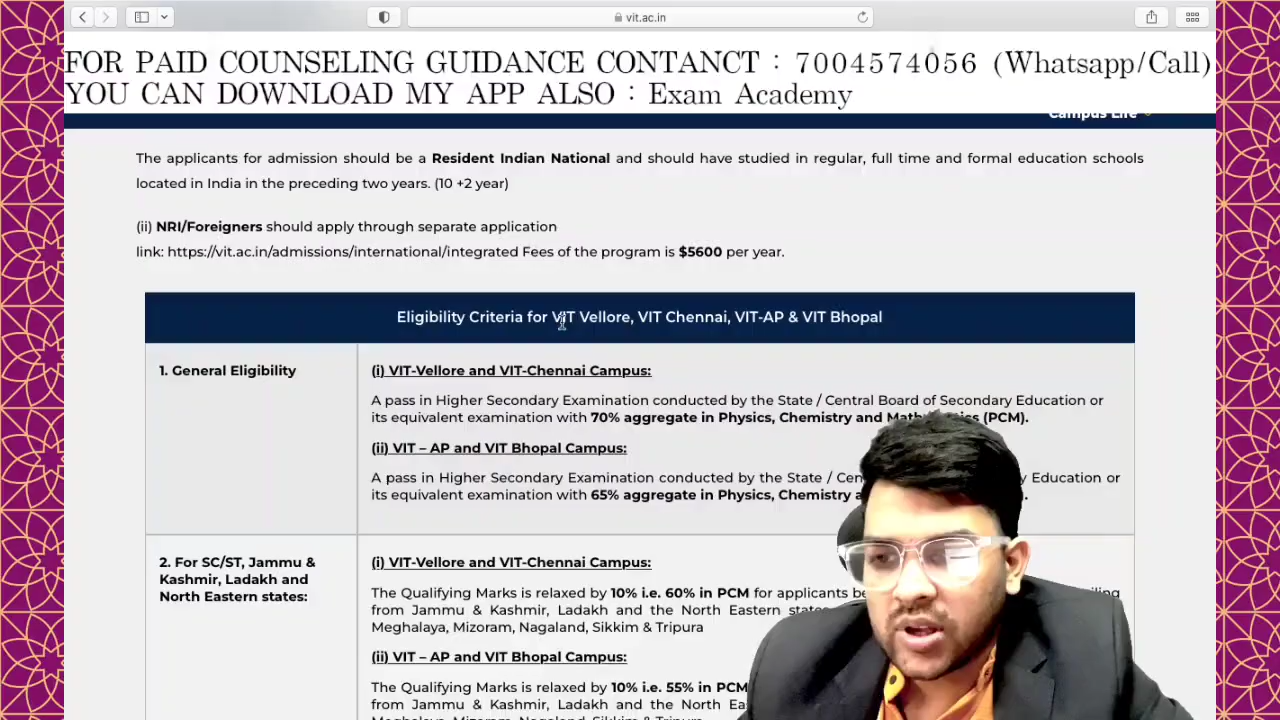 vit.ac.in
FOR PAID COUNSELING GUIDANCE CONTANCT : 7004574056 (Whatsapp/Call)
YOU CAN DOWNLOAD MY APP ALSO : Exam Academy
Campus Life
The applicants for admission should be a Resident Indian National and should have studied in regular, full time and formal education schools
located in India in the preceding two years. (10 +2 year)
(ii) NRI/Foreigners should apply through separate application
link: https://vit.ac.in/admissions/international/integrated Fees of the program is $5600 per year.
Eligibility Criteria for VIT Vellore, VIT Chennai, VIT-AP & VIT Bhopal
1. General Eligibility
(i) VIT-Vellore and VIT-Chennai Campus:
A pass in Higher Secondary Examination conducted by the State / Central Board of Secondary Education or
its equivalent examination with 70% aggregate in Physics, Chemistry and (PCM).
(ii) VIT – AP and VIT Bhopal Campus:
A pass in Higher Secondary Examination conducted by the State / Education or
its equivalent examination with 65% aggregate in Physics, Chemistry
2. For SC/ST, Jammu &
Kashmir, Ladakh and
North Eastern states:
(i) VIT-Vellore and VIT-Chennai Campus:
The Qualifying Marks is relaxed by 10% i.e. 60% in PCM for applicants
from Jammu & Kashmir, Ladakh and the North Eastern
Meghalaya, Mizoram, Nagaland, Sikkim & Tripura
(ii) VIT – AP and VIT Bhopal Campus:
The Qualifying Marks is relaxed by 10% i.e. 55% in PCM
from Jammu & Kashmir, Ladakh and the North
Meghalaya, Mizoram, Nagaland, Sikkim & Tripura